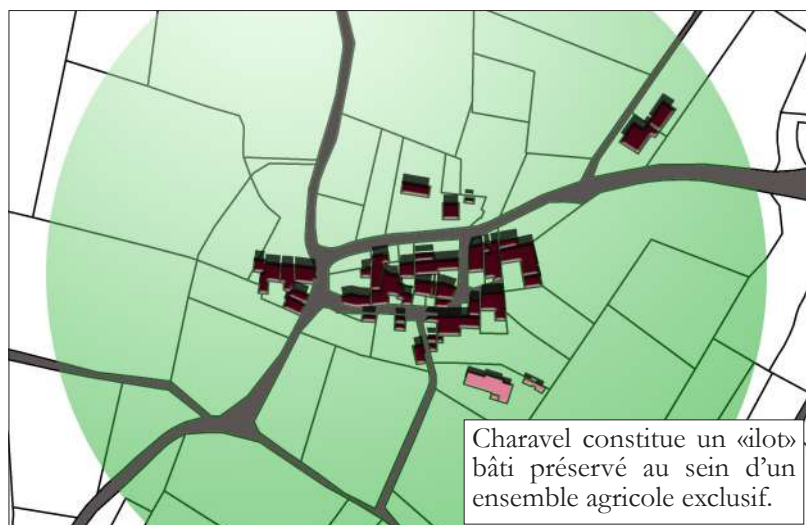 Charavel constitue un «ilot»
bâti préservé au sein d’un
ensemble agricole exclusif.